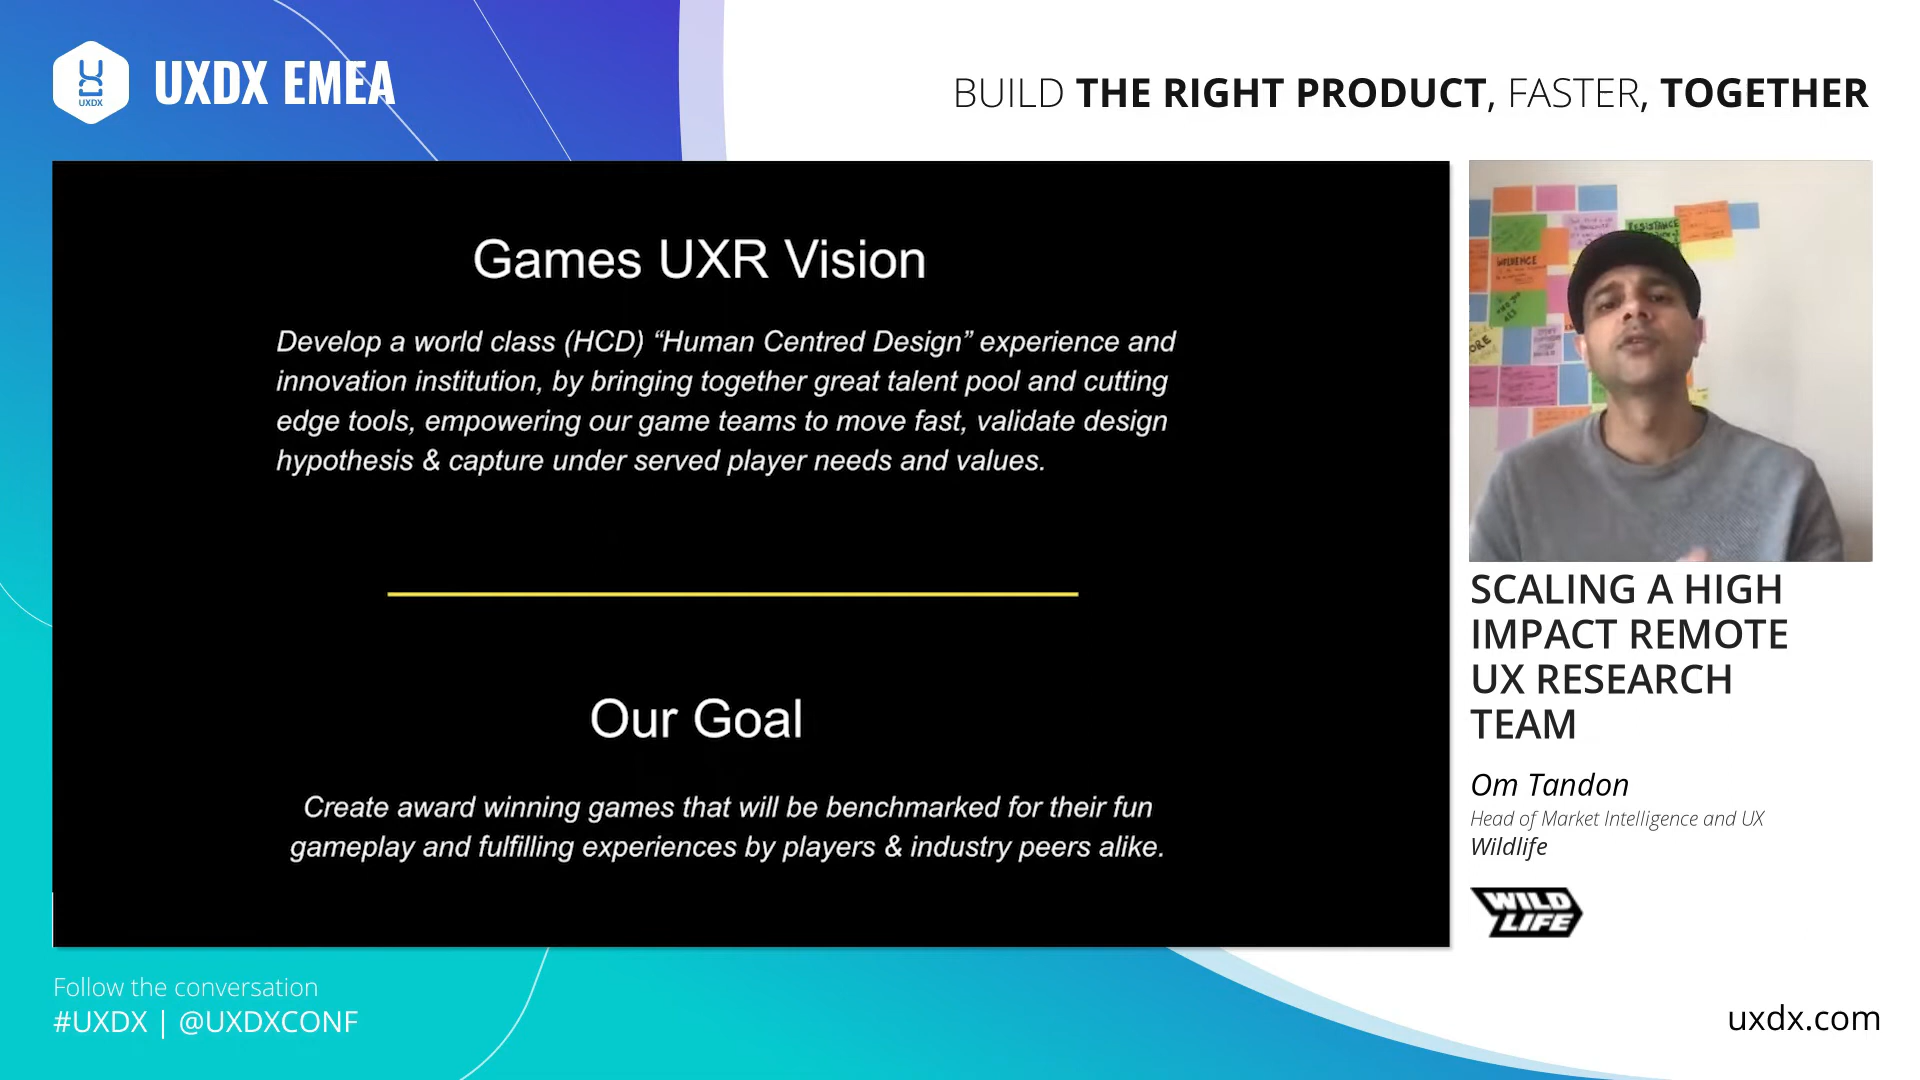 UXDX
UXDX EMEA
BUILD THE RIGHT PRODUCT, FASTER, TOGETHER
Games UXR Vision
Develop a world class (HCD) “Human Centred Design” experience and
innovation institution, by bringing together great talent pool and cutting
edge tools, empowering our game teams to move fast, validate design
hypothesis & capture under served player needs and values.
Our Goal
Create award winning games that will be benchmarked for their fun
gameplay and fulfilling experiences by players & industry peers alike.
RESISTANCE
INFLUENCE
SCALING A HIGH
IMPACT REMOTE
UX RESEARCH
TEAM
Om Tandon
Head of Market Intelligence and UX
Wildlife
WILD
LIFE
Follow the conversation
#UXDX | @UXDXCONF
uxdx.com